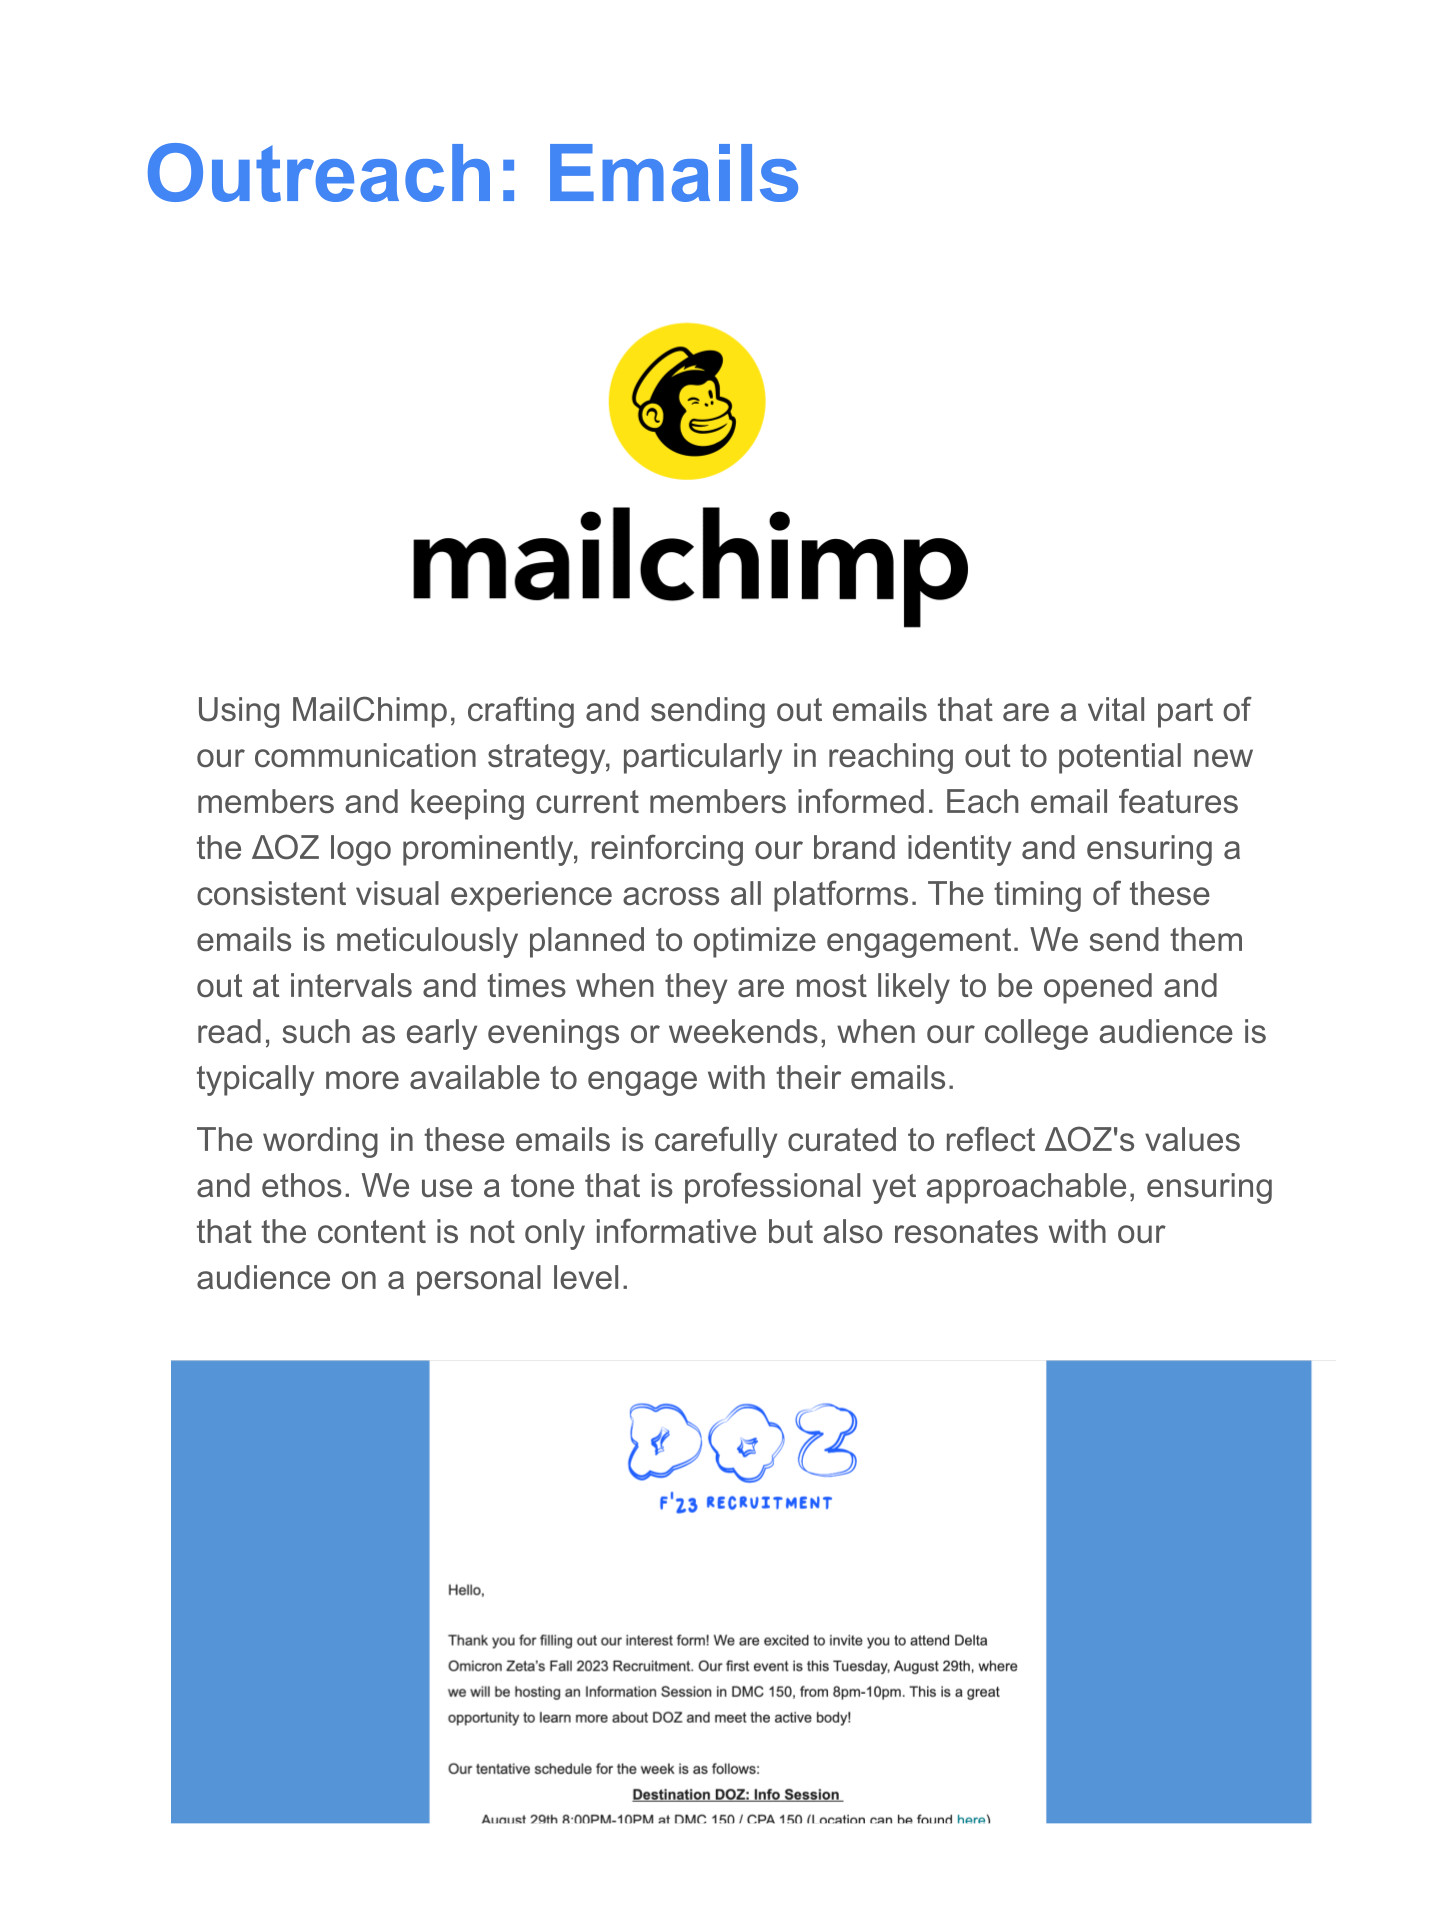 Outreach: Emails
mailchimp
Using MailChimp, crafting and sending out emails that are a vital part of
our communication strategy, particularly in reaching out to potential new
members and keeping current members informed. Each email features
the ΔOZ logo prominently, reinforcing our brand identity and ensuring a
consistent visual experience across all platforms. The timing of these
emails is meticulously planned to optimize engagement. We send them
out at intervals and times when they are most likely to be opened and
read, such as early evenings or weekends, when our college audience is
typically more available to engage with their emails.
The wording in these emails is carefully curated to reflect ΔOZ's values
and ethos. We use a tone that is professional yet approachable, ensuring
that the content is not only informative but also resonates with our
audience on a personal level.
DOZ
F'23 RECRUITMENT
Hello,
Thank you for filling out our interest form! We are excited to invite you to attend Delta
Omicron Zeta's Fall 2023 Recruitment. Our first event is this Tuesday, August 29th, where
we will be hosting an Information Session in DMC 150, from 8pm-10pm. This is a great
opportunity to learn more about DOZ and meet the active body!
Our tentative schedule for the week is as follows:
Destination DOZ: Info Session
August 29th 8:00PM-10PM at DMC 150 / CPA 150 (Location can be found here)